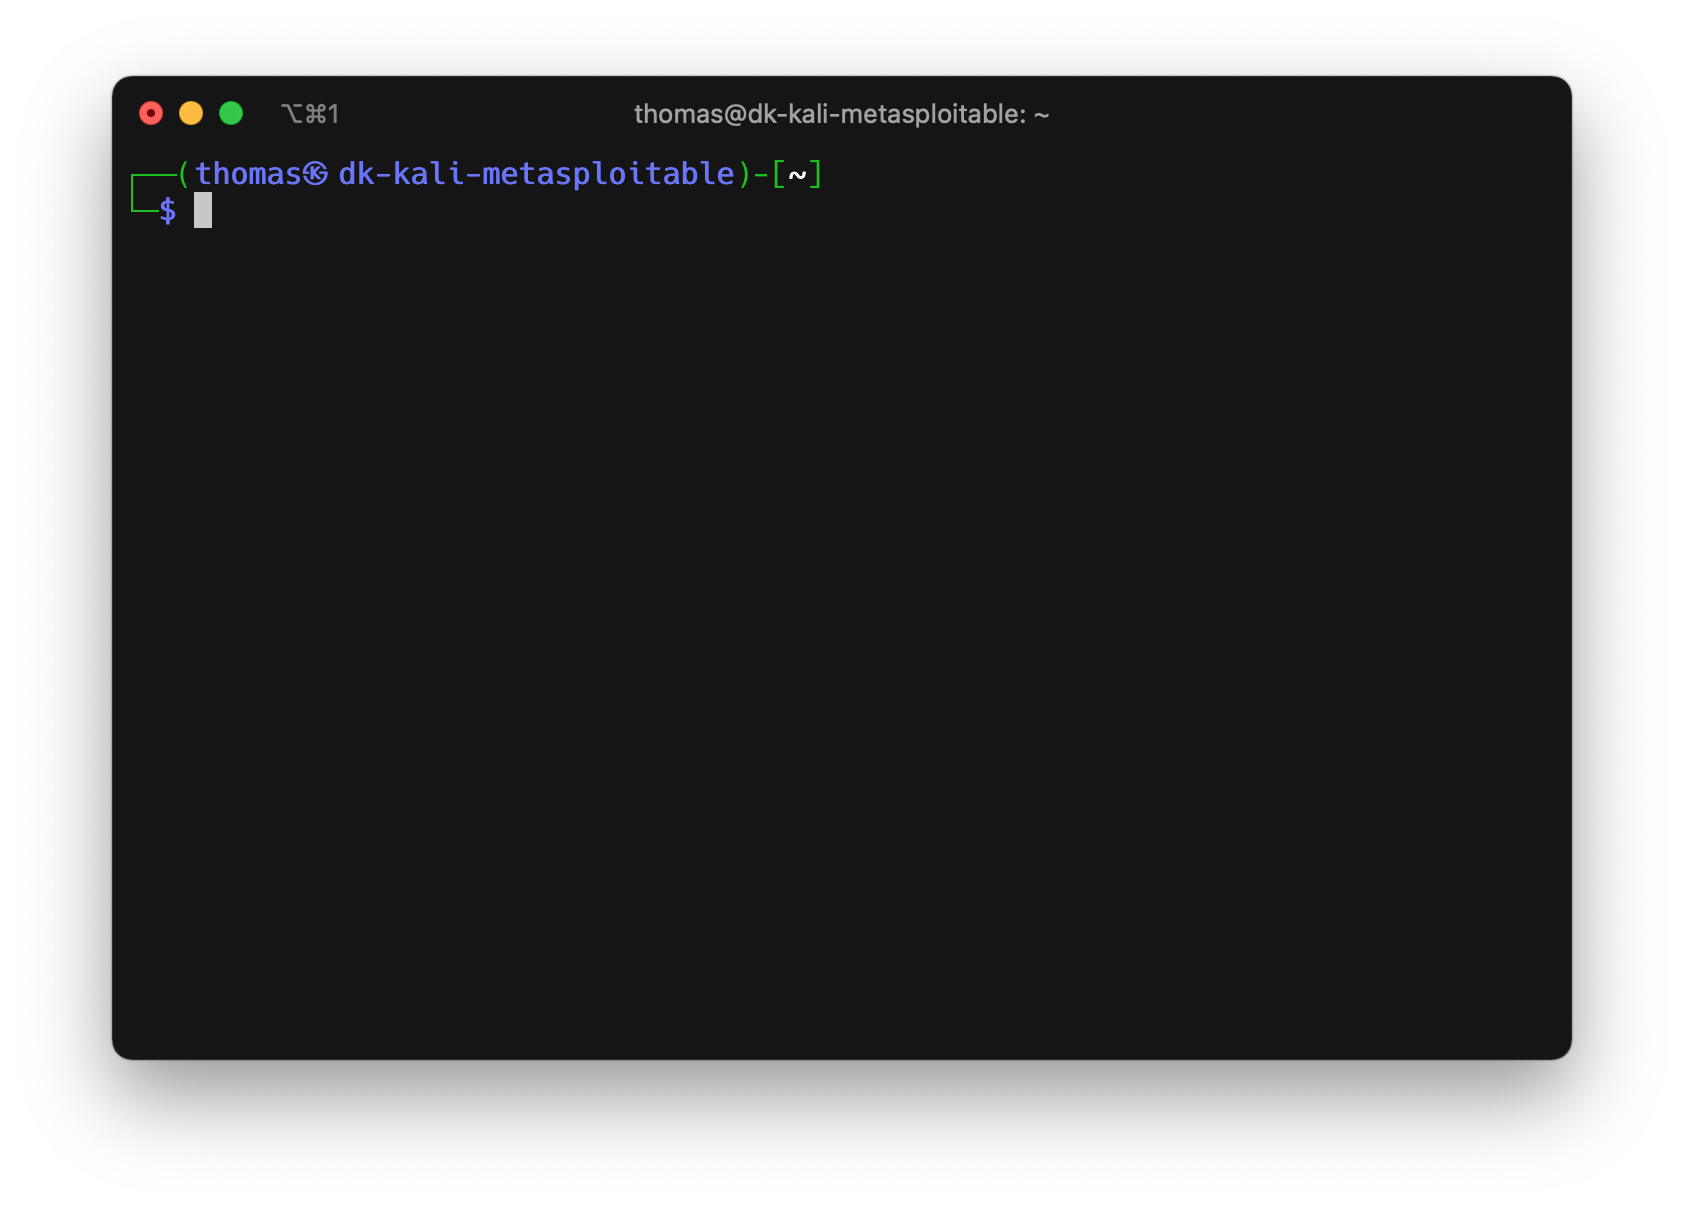 ⌥⌘1
thomas@dk-kali-metasploitable: ~
┌──(thomas㉿dk-kali-metasploitable)-[~]
└─$